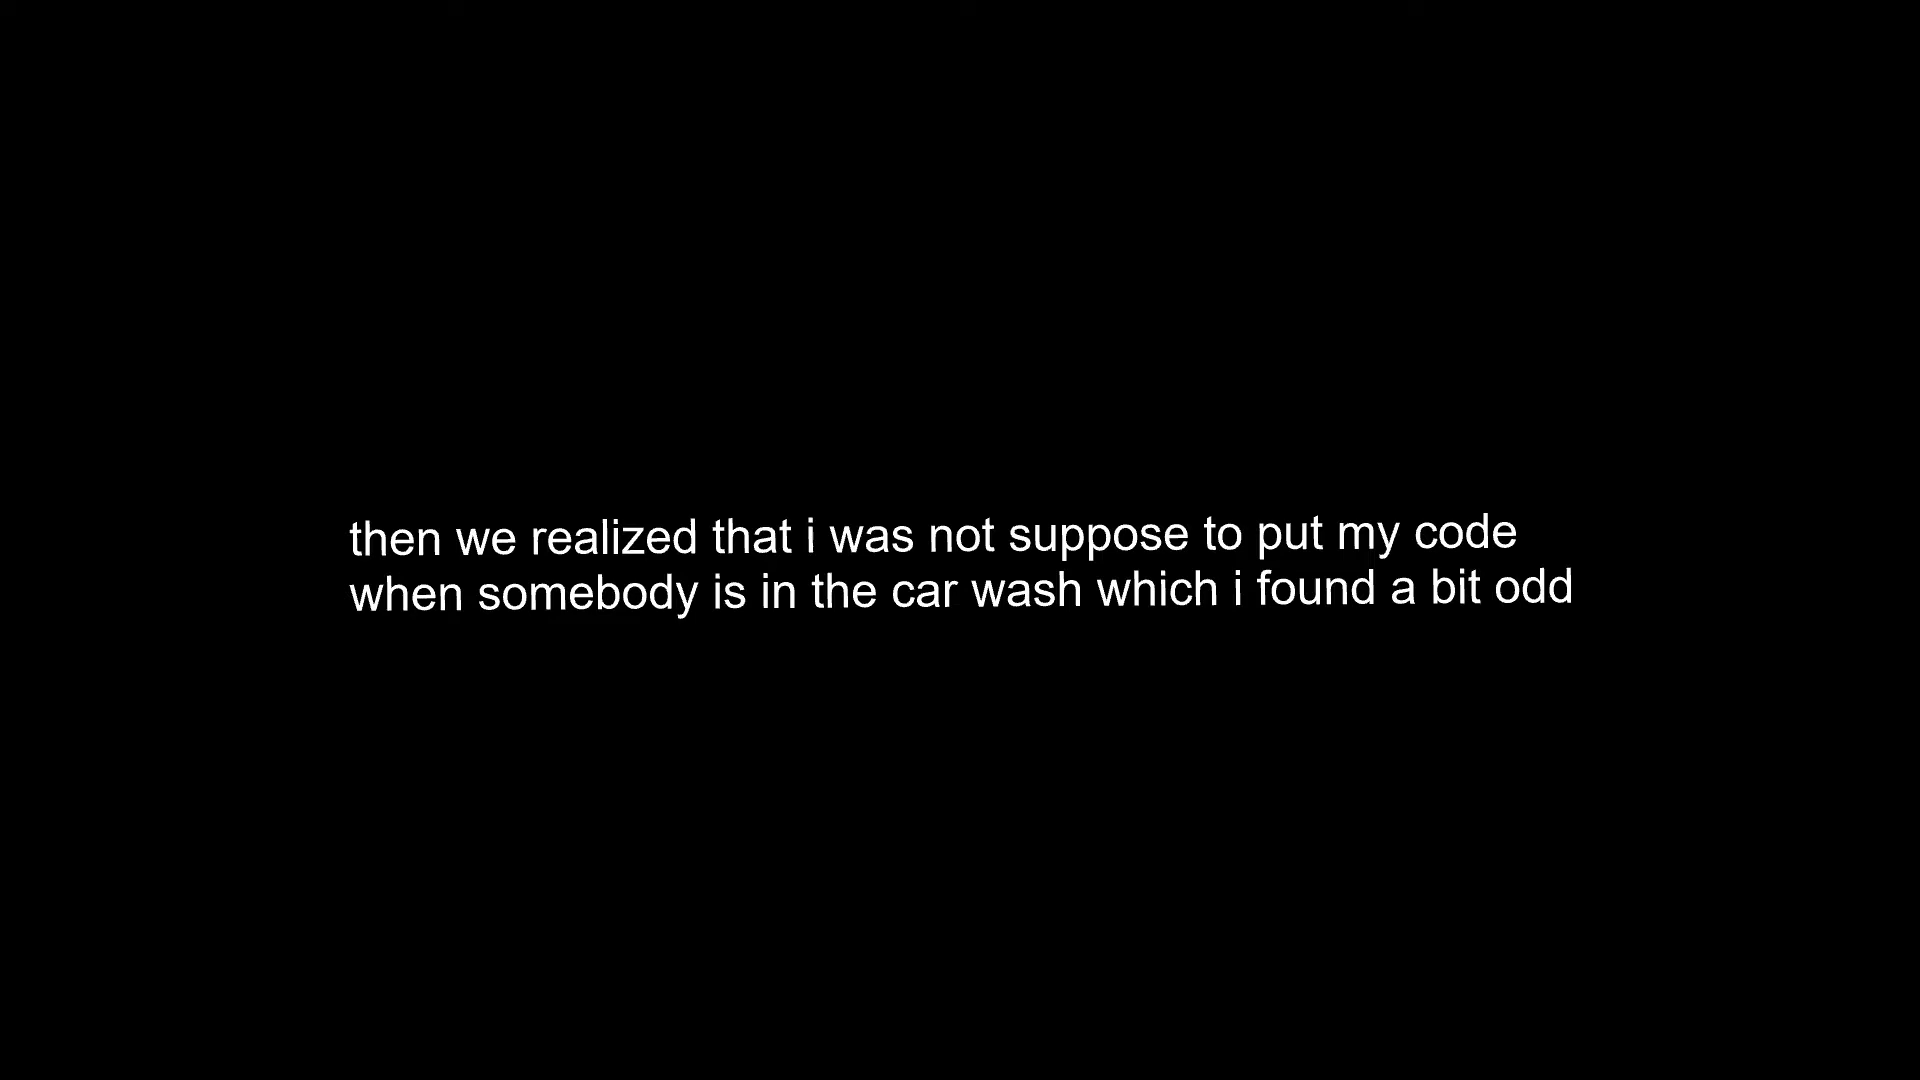 then we realized that i was not suppose to put my code
when somebody is in the car wash which i found a bit odd